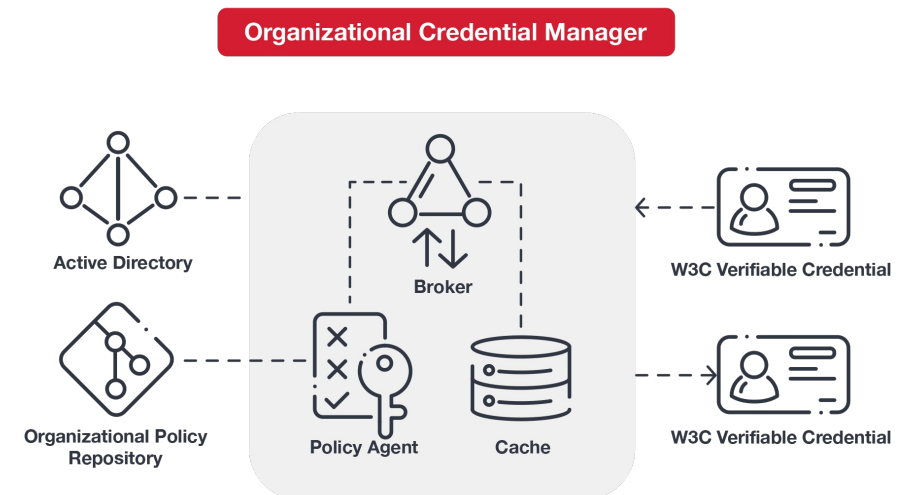 Organizational Credential Manager
Active Directory
Broker
W3C Verifiable Credential
Organizational Policy
Repository
Policy Agent
Cache
W3C Verifiable Credential